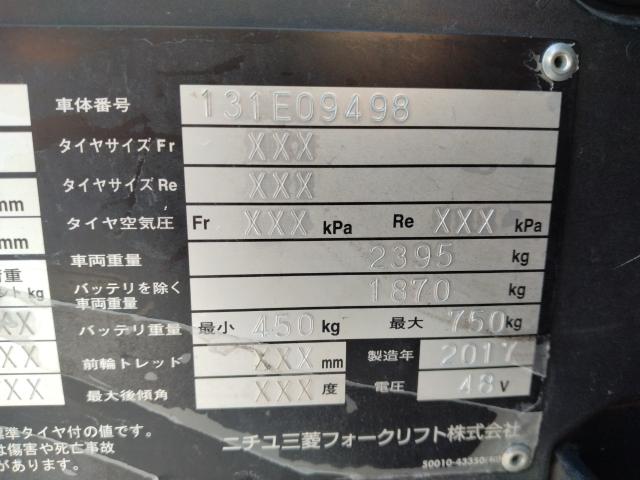 車体番号 131E09498
タイヤサイズ Fr XXX
タイヤサイズ Re XXX
mm タイヤ空気圧 Fr XXX kPa Re XXX kPa
mm 車両重量 2395 kg
荷重 kg バッテリを除く車両重量 1870 kg
XX バッテリ重量 最小 450 kg 最大 750 kg
XX 前輪トレッド XXX mm 製造年 2017
XX 最大後傾角 XXX 度 電圧 48 V
準タイヤ付の値です。 ニチユ三菱フォークリフト株式会社
は傷害や死亡事故
があります。 50010-43350